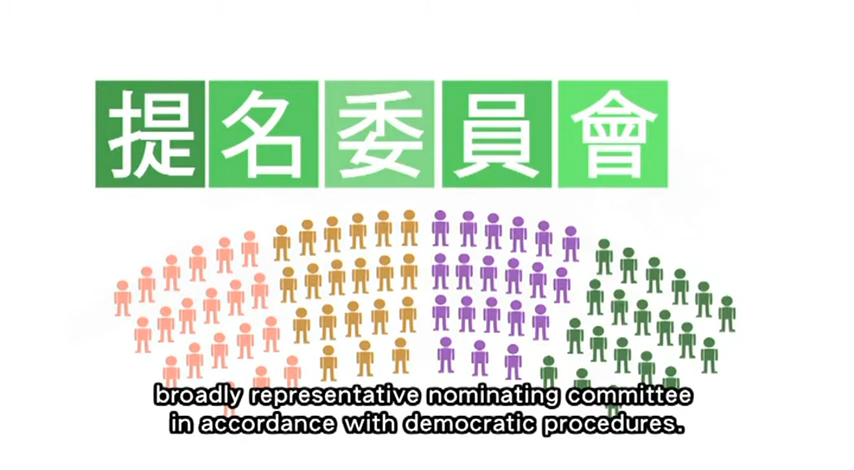 提名委員會
broadly representative nominating committee
in accordance with democratic procedures.